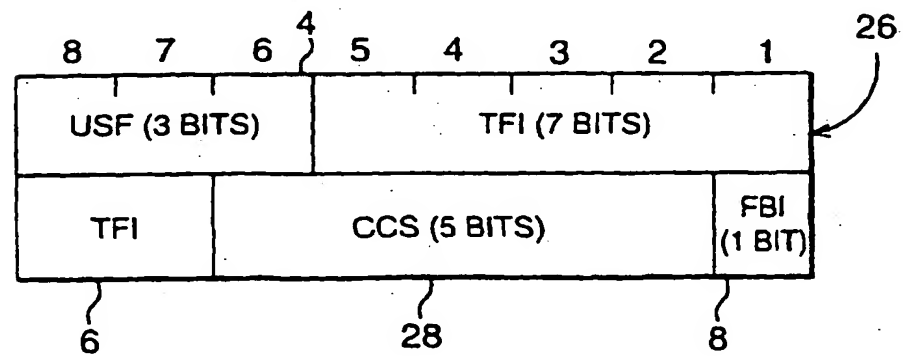 4
26
8 7 6 5 4 3 2 1
USF (3 BITS) TFI (7 BITS)
TFI CCS (5 BITS) FBI
(1 BIT)
6 28 8